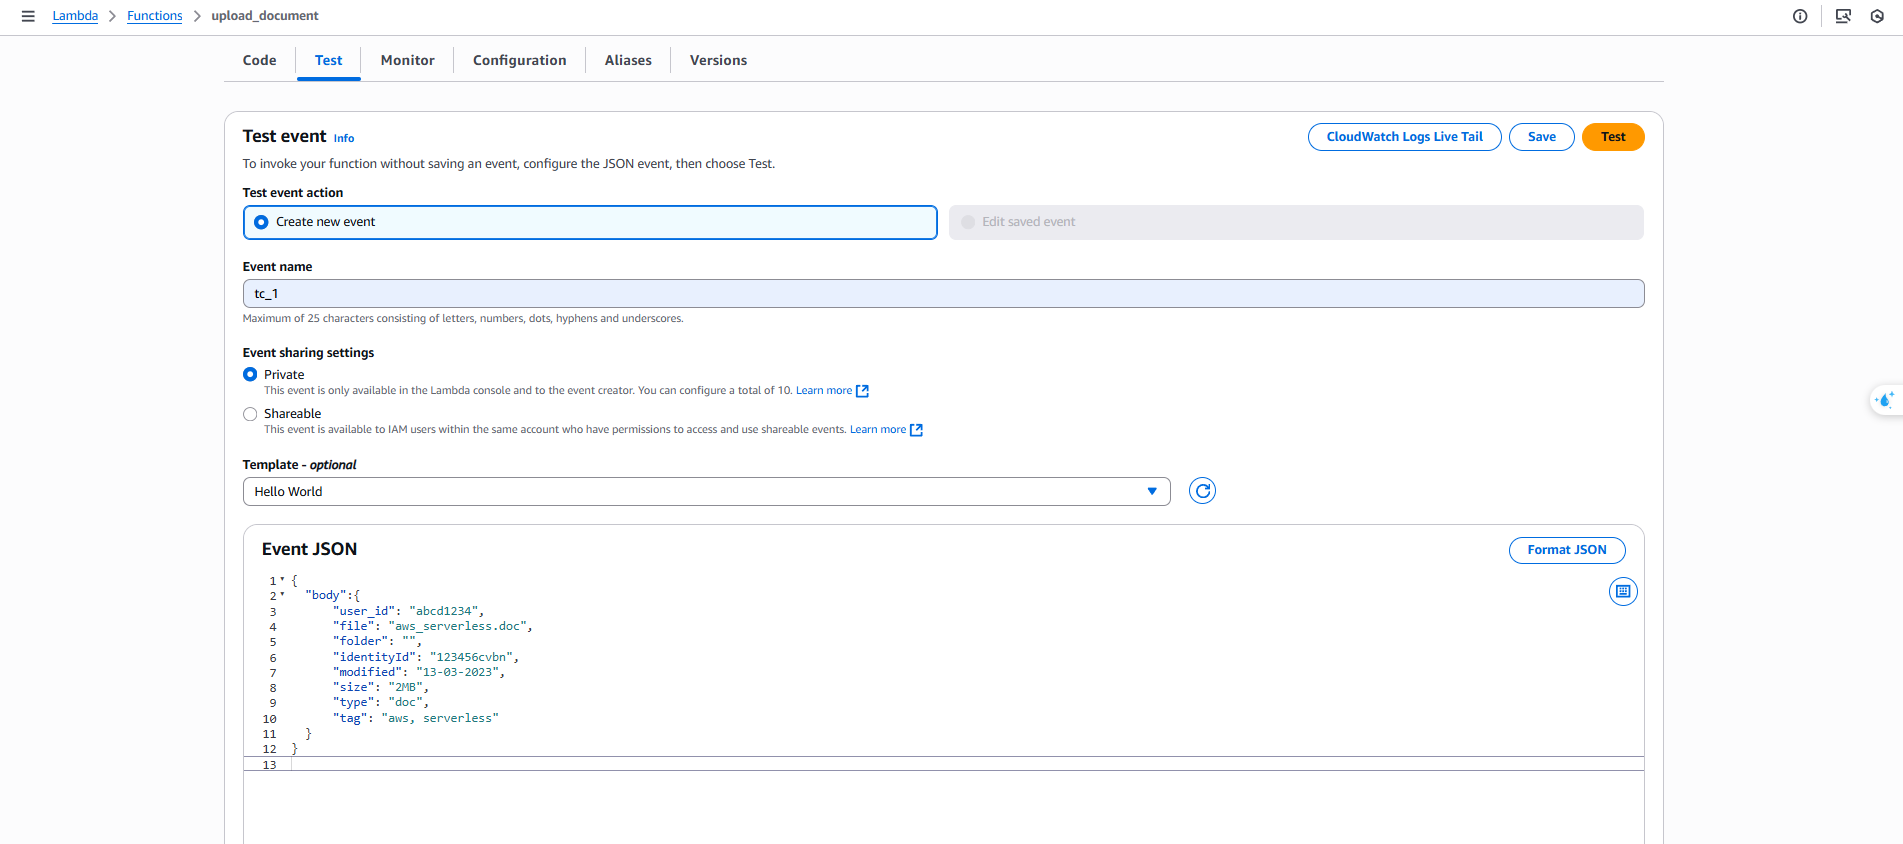 Lambda > Functions > upload_document
Code Test Monitor Configuration Aliases Versions
Test event Info
CloudWatch Logs Live Tail Save Test
To invoke your function without saving an event, configure the JSON event, then choose Test.
Test event action
Create new event Edit saved event
Event name
tc_1
Maximum of 25 characters consisting of letters, numbers, dots, hyphens and underscores.
Event sharing settings
Private
This event is only available in the Lambda console and to the event creator. You can configure a total of 10. Learn more
Shareable
This event is available to IAM users within the same account who have permissions to access and use shareable events. Learn more
Template - optional
Hello World
Event JSON Format JSON
1 {
2 "body":{
3 "user_id": "abcd1234",
4 "file": "aws_serverless.doc",
5 "folder": "",
6 "identityId": "123456cvbn",
7 "modified": "13-03-2023",
8 "size": "2MB",
9 "type": "doc",
10 "tag": "aws, serverless"
11 }
12 }
13